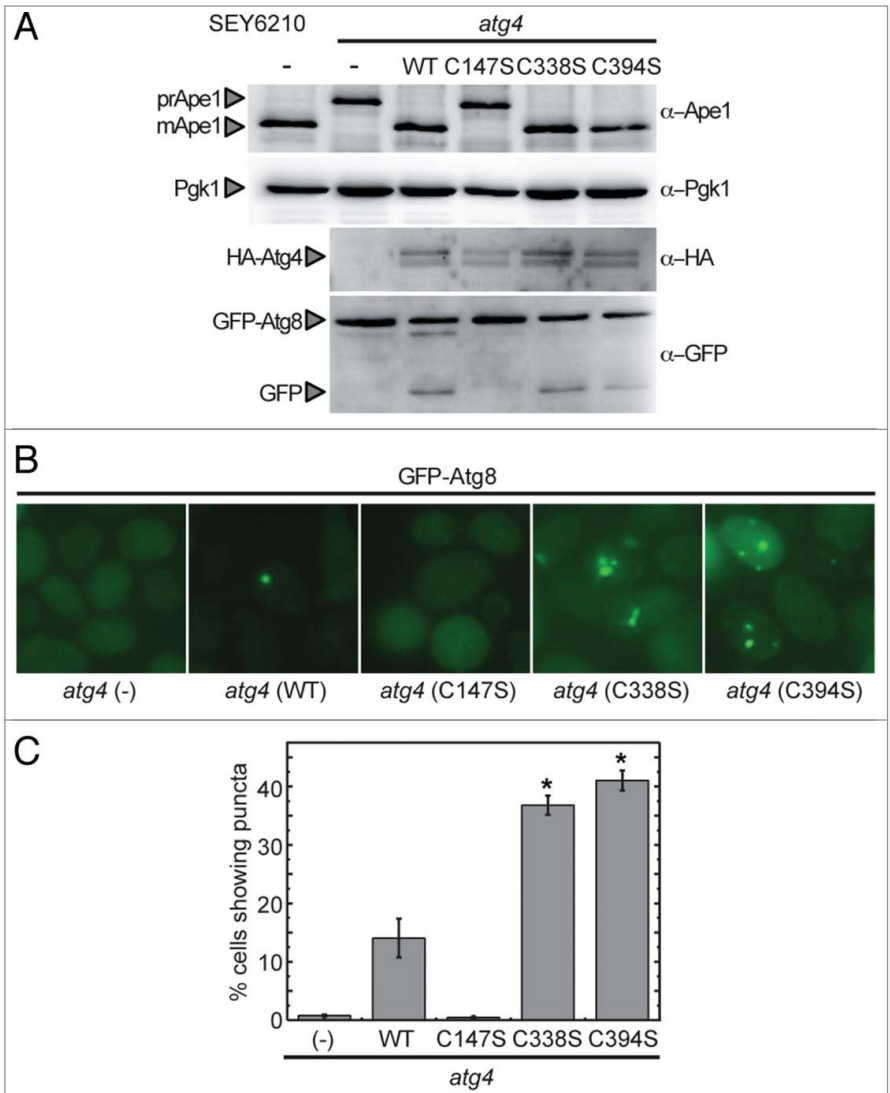 A
SEY6210
atg4
- - WT C147S C338S C394S
prApe1
mApe1
α–Ape1
Pgk1
α–Pgk1
HA-Atg4
α–HA
GFP-Atg8
α–GFP
GFP
B
GFP-Atg8
atg4 (-) atg4 (WT) atg4 (C147S) atg4 (C338S) atg4 (C394S)
C
% cells showing puncta
40
30
20
10
0
* *
(-) WT C147S C338S C394S
atg4